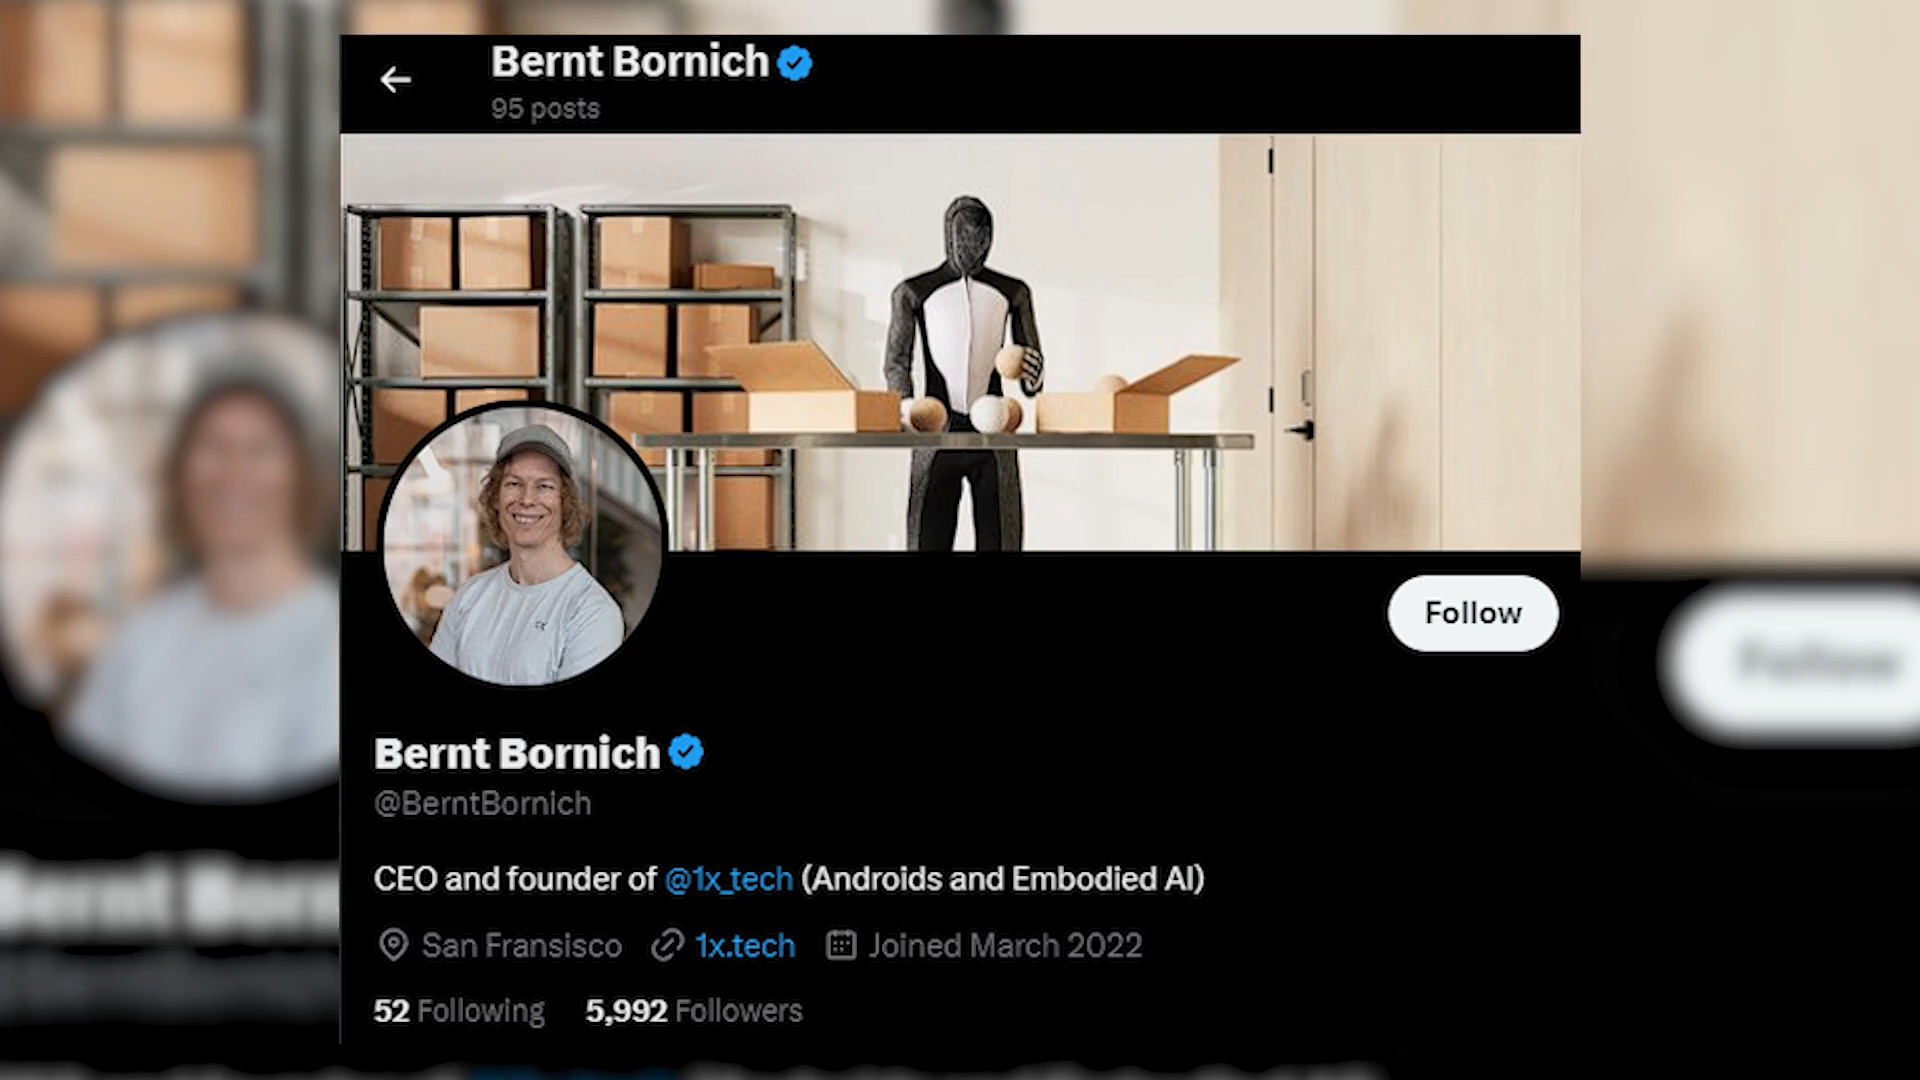 Bernt Bornich
95 posts
Follow
Bernt Bornich
@BerntBornich
CEO and founder of @1x_tech (Androids and Embodied AI)
San Fransisco 1x.tech Joined March 2022
52 Following 5,992 Followers